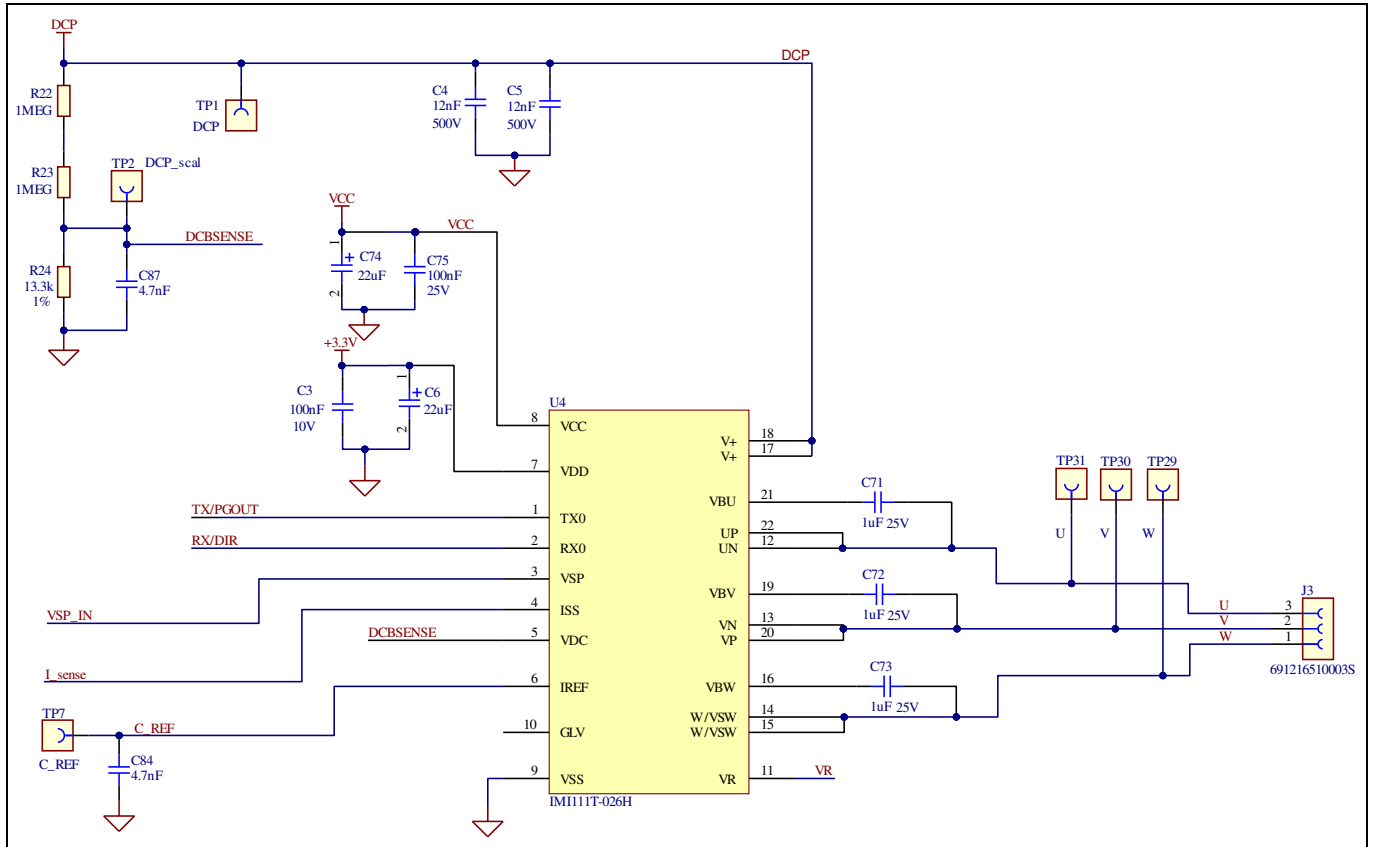 DCP
DCP
R22
1MEG
TP1
DCP
C4
12nF
500V
C5
12nF
500V
R23
1MEG
TP2
DCP_scal
DCBSENSE
R24
13.3k
1%
C87
4.7nF
VCC
VCC
1
C74
22uF
2
C75
100nF
25V
+3.3V
C3
100nF
10V
1
C6
22uF
2
U4
8
VCC
7
VDD
TX/PGOUT
1
TX0
RX/DIR
2
RX0
VSP_IN
3
VSP
I_sense
4
ISS
DCBSENSE
5
VDC
6
IREF
TP7
C_REF
C_REF
C84
4.7nF
10
GLV
9
VSS
IMI111T-026H
V+
18
V+
17
VBU
21
C71
1uF 25V
UP
22
UN
12
VBV
19
C72
1uF 25V
VN
13
VP
20
VBW
16
C73
1uF 25V
W/VSW
14
W/VSW
15
VR
11
VR
TP31
TP30
TP29
U
V
W
J3
U
3
V
2
W
1
691216510003S